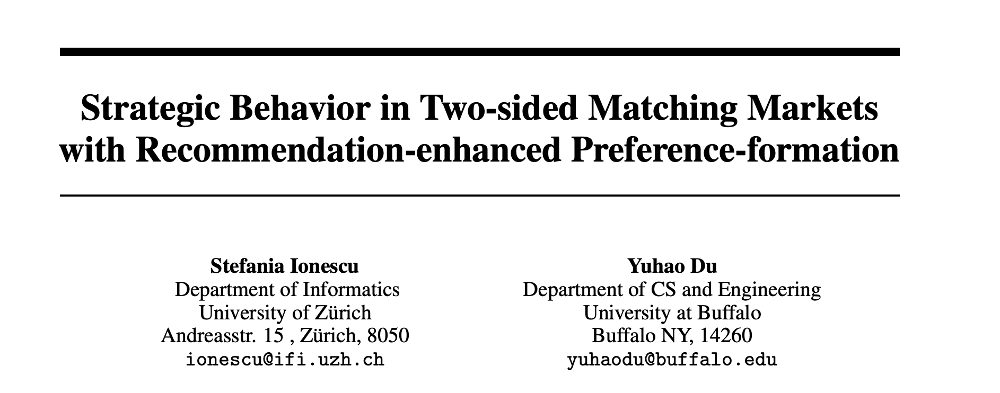 Strategic Behavior in Two-sided Matching Markets
with Recommendation-enhanced Preference-formation
Stefania Ionescu
Department of Informatics
University of Zürich
Andreasstr. 15 , Zürich, 8050
ionescu@ifi.uzh.ch
Yuhao Du
Department of CS and Engineering
University at Buffalo
Buffalo NY, 14260
yuhaodu@buffalo.edu